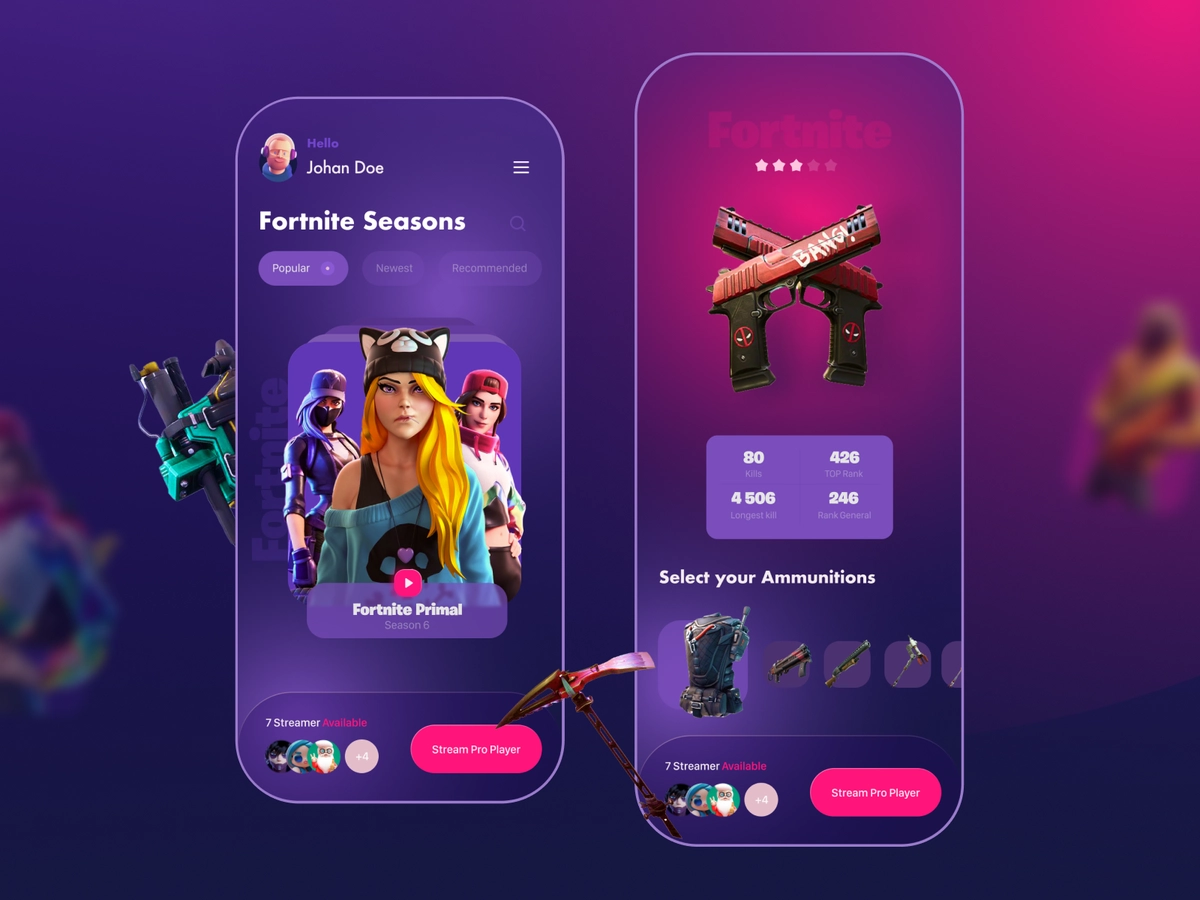 Hello
Johan Doe
Fortnite Seasons
Popular
Newest
Recommended
Fortnite
Fortnite Primal
Season 6
7 Streamer Available
+4
Stream Pro Player
Fortnite
BANG!
80
Kills
426
TOP Rank
4 506
Longest kill
246
Rank General
Select your Ammunitions
7 Streamer Available
+4
Stream Pro Player